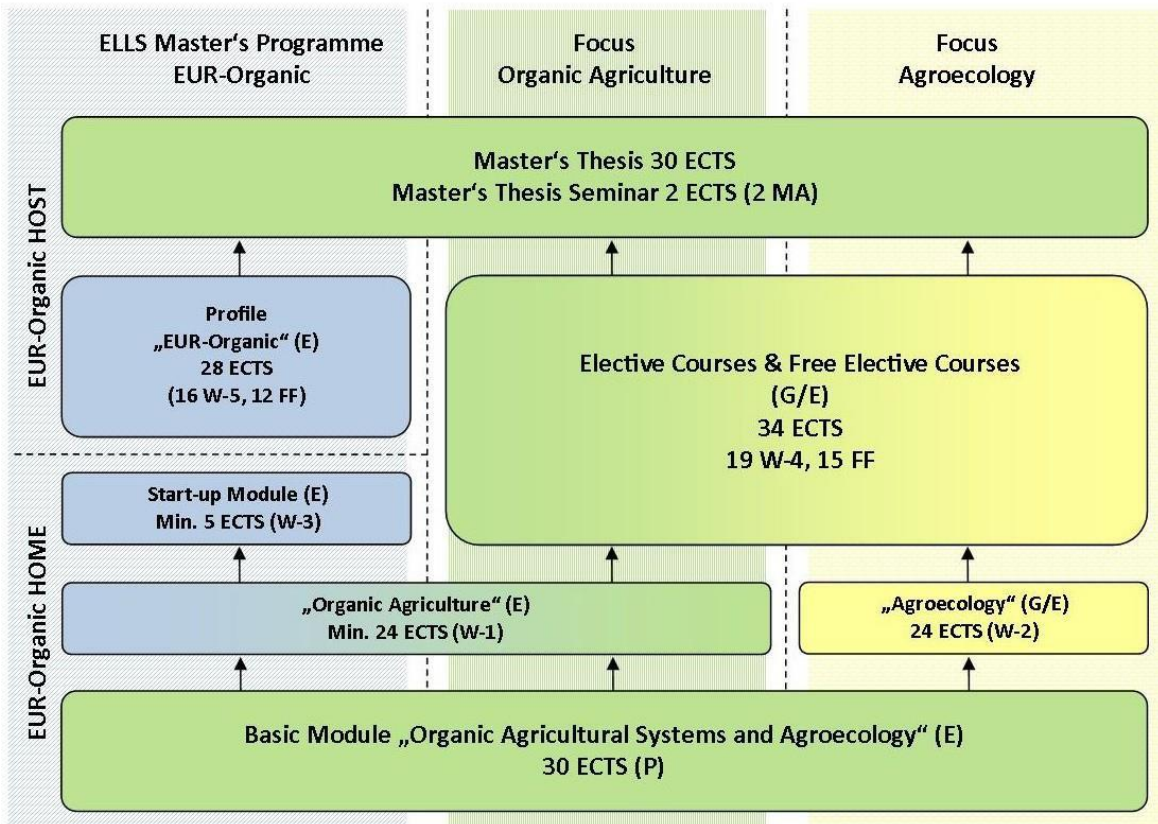 ELLS Master‘s Programme
EUR-Organic
Focus
Organic Agriculture
Focus
Agroecology
EUR-Organic HOST
Master‘s Thesis 30 ECTS
Master‘s Thesis Seminar 2 ECTS (2 MA)
Profile
„EUR-Organic“ (E)
28 ECTS
(16 W-5, 12 FF)
Elective Courses & Free Elective Courses
(G/E)
34 ECTS
19 W-4, 15 FF
EUR-Organic HOME
Start-up Module (E)
Min. 5 ECTS (W-3)
„Organic Agriculture“ (E)
Min. 24 ECTS (W-1)
„Agroecology“ (G/E)
24 ECTS (W-2)
Basic Module „Organic Agricultural Systems and Agroecology“ (E)
30 ECTS (P)